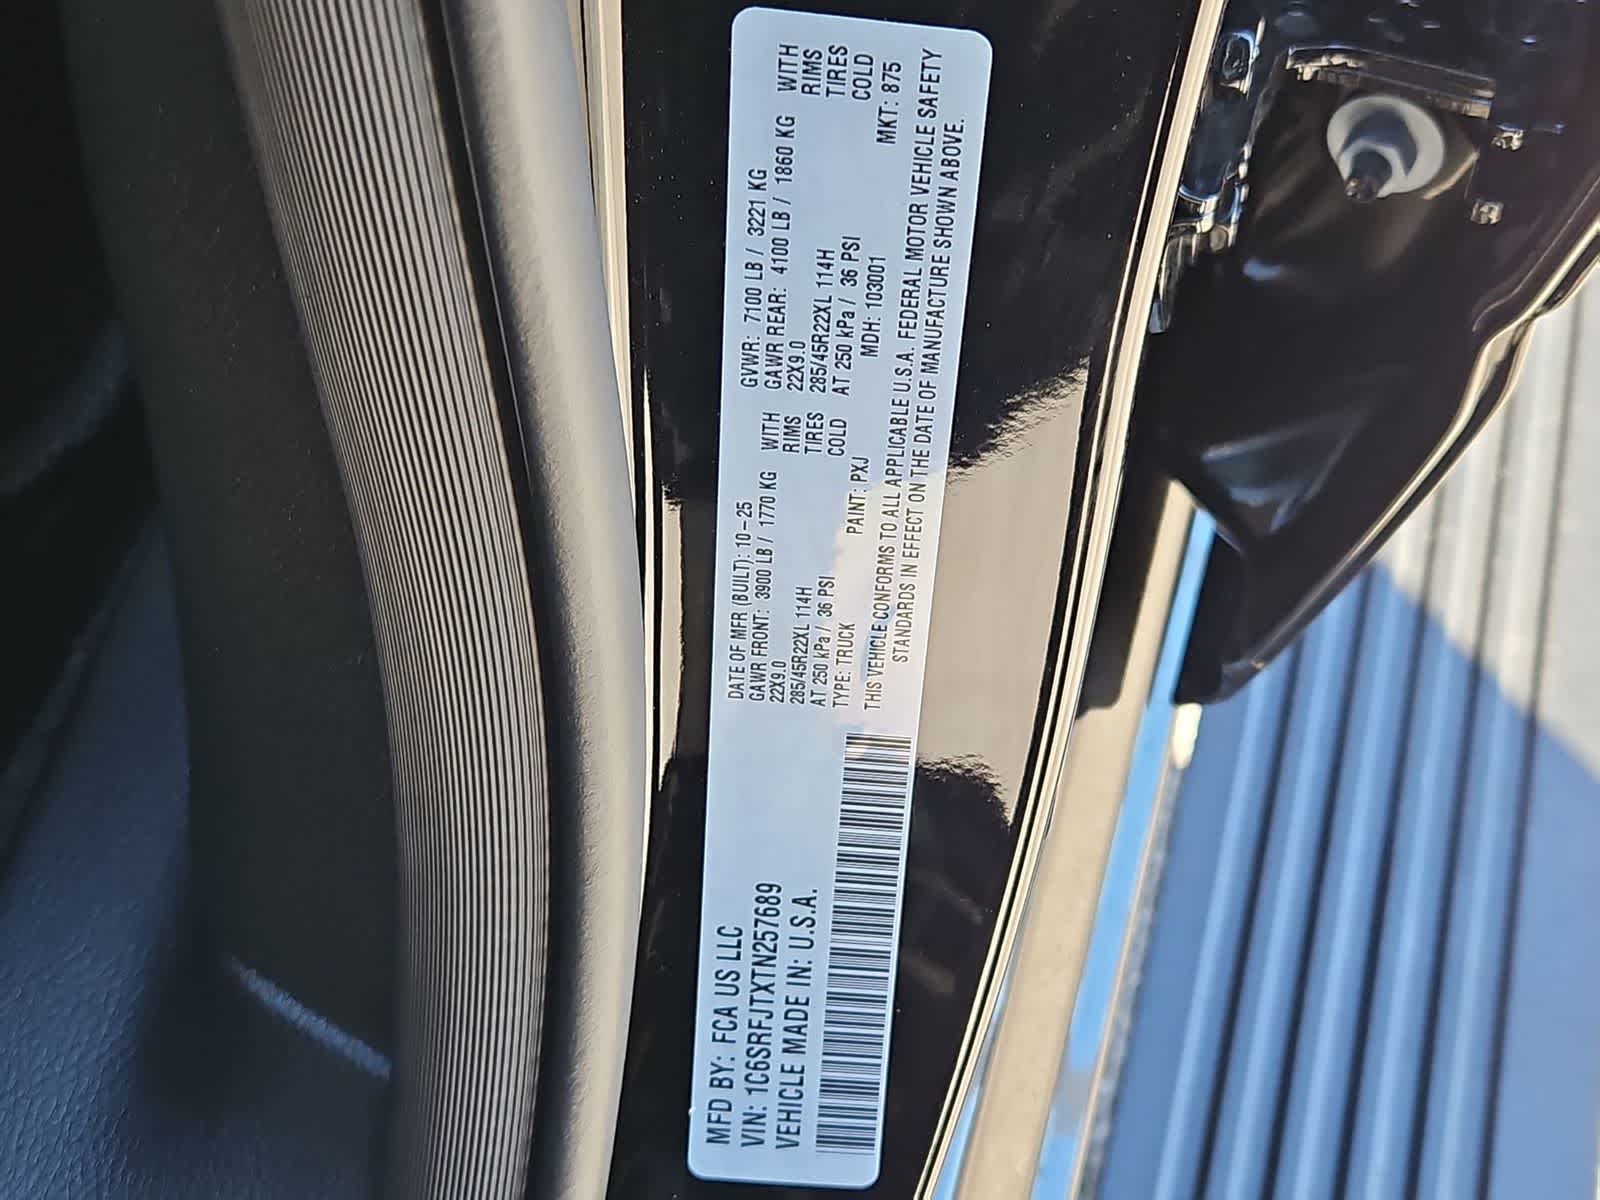 MFD BY: FCA US LLC
VIN: 1C6SRFJTXTN257689
VEHICLE MADE IN: U.S.A.
DATE OF MFR (BUILT): 10-25 GVWR: 7100 LB / 3221 KG
GAWR FRONT: 3900 LB / 1770 KG WITH GAWR REAR: 4100 LB / 1860 KG WITH
22X9.0 RIMS 22X9.0 RIMS
285/45R22XL 114H TIRES 285/45R22XL 114H TIRES
AT 250 kPa / 36 PSI COLD AT 250 kPa / 36 PSI COLD
TYPE: TRUCK PAINT: PXJ MDH: 103001 MKT: 875
THIS VEHICLE CONFORMS TO ALL APPLICABLE U.S.A. FEDERAL MOTOR VEHICLE SAFETY
STANDARDS IN EFFECT ON THE DATE OF MANUFACTURE SHOWN ABOVE.